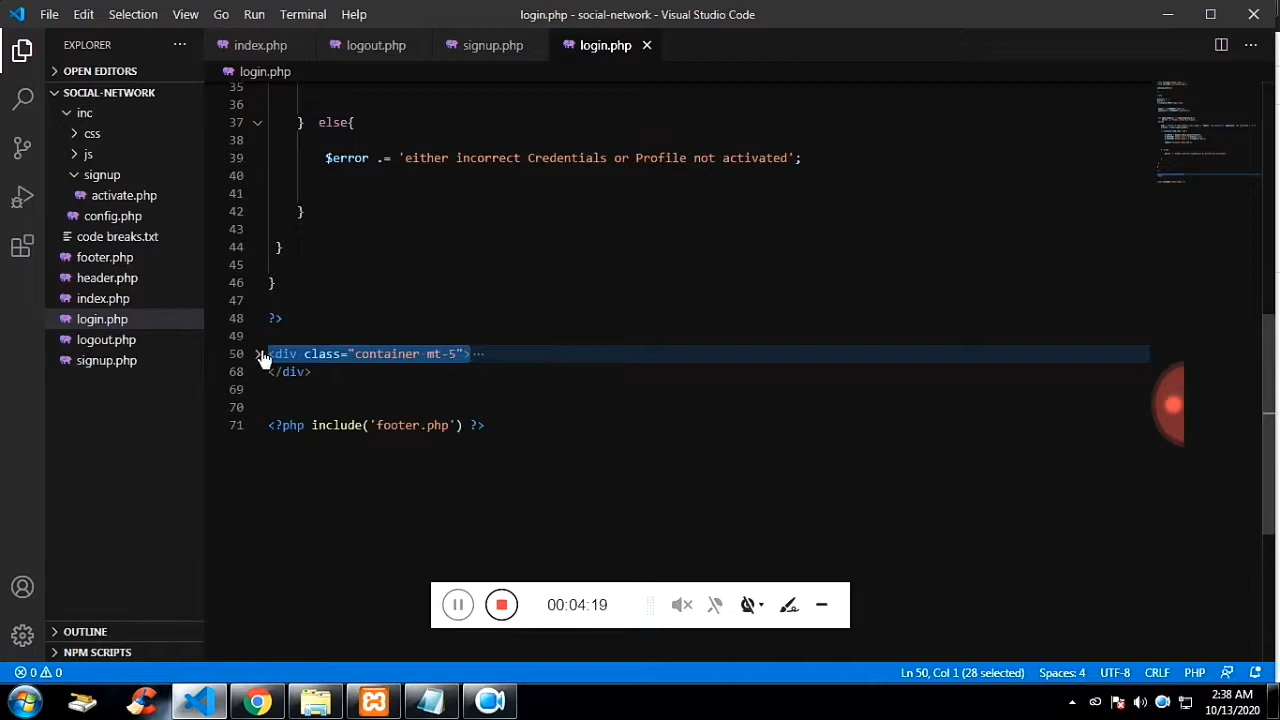 File Edit Selection View Go Run Terminal Help login.php - social-network - Visual Studio Code
EXPLORER
index.php logout.php signup.php login.php
OPEN EDITORS
login.php
SOCIAL-NETWORK
inc
css
js
signup
activate.php
config.php
code breaks.txt
footer.php
header.php
index.php
login.php
logout.php
signup.php
OUTLINE
NPM SCRIPTS
35
36
37 } else{
38
39 $error .= 'either incorrect Credentials or Profile not activated';
40
41
42 }
43
44 }
45
46 }
47
48 ?>
49
50 <div class="container mt-5"> ...
68 </div>
69
70
71 <?php include('footer.php') ?>
00:04:19
0 0 Ln 50, Col 1 (28 selected) Spaces: 4 UTF-8 CRLF PHP
2:38 AM
10/13/2020